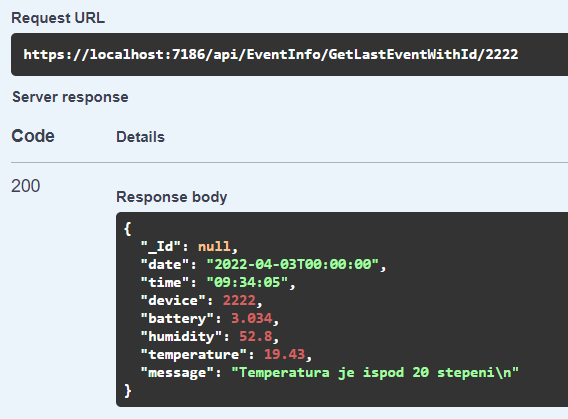 Request URL
https://localhost:7186/api/EventInfo/GetLastEventWithId/2222
Server response
Code Details
200
Response body
{
"_Id": null,
"date": "2022-04-03T00:00:00",
"time": "09:34:05",
"device": 2222,
"battery": 3.034,
"humidity": 52.8,
"temperature": 19.43,
"message": "Temperatura je ispod 20 stepeni\n"
}